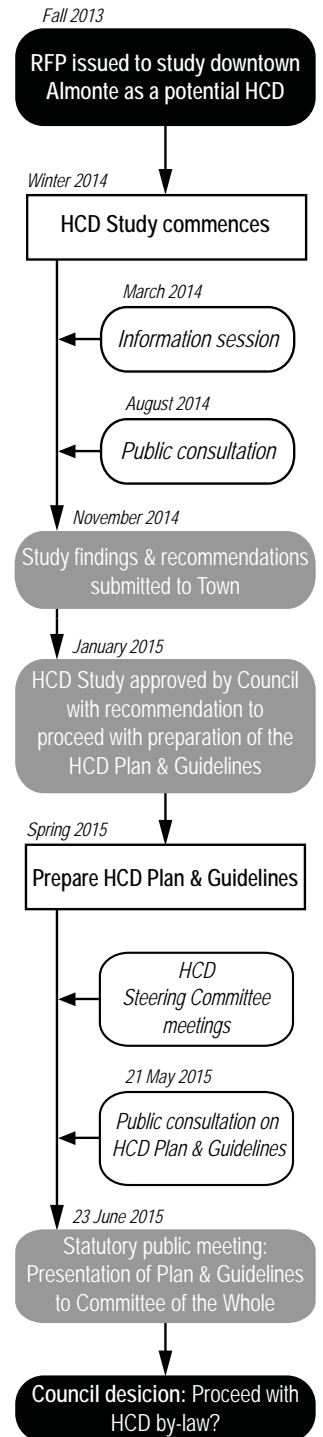 Fall 2013
RFP issued to study downtown
Almonte as a potential HCD
Winter 2014
HCD Study commences
March 2014
Information session
August 2014
Public consultation
November 2014
Study findings & recommendations
submitted to Town
January 2015
HCD Study approved by Council
with recommendation to
proceed with preparation of the
HCD Plan & Guidelines
Spring 2015
Prepare HCD Plan & Guidelines
HCD
Steering Committee
meetings
21 May 2015
Public consultation on
HCD Plan & Guidelines
23 June 2015
Statutory public meeting:
Presentation of Plan & Guidelines
to Committee of the Whole
Council desicion: Proceed with
HCD by-law?